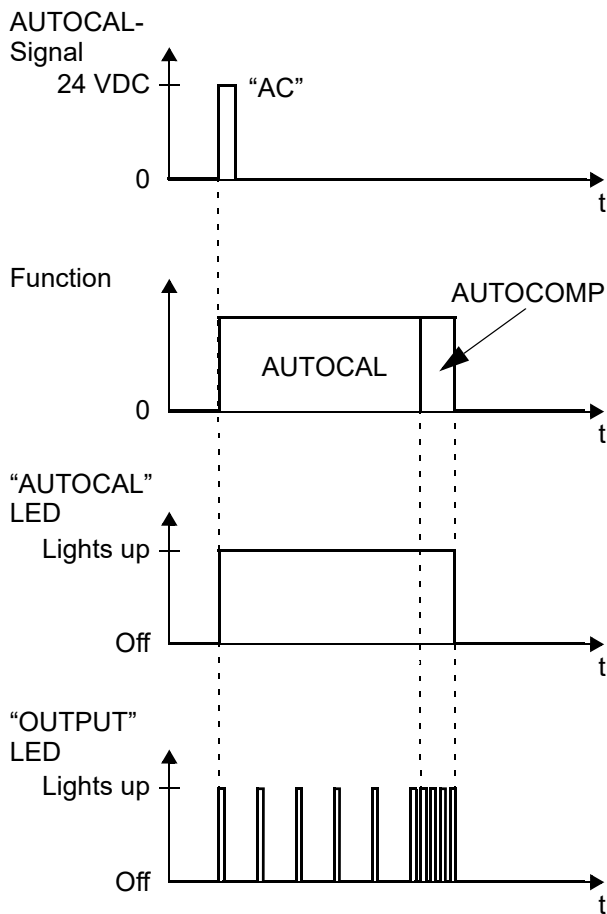 AUTOCAL-
Signal
24 VDC
“AC”
0
t
Function
AUTOCOMP
AUTOCAL
0
t
“AUTOCAL”
LED
Lights up
Off
t
“OUTPUT”
LED
Lights up
Off
t